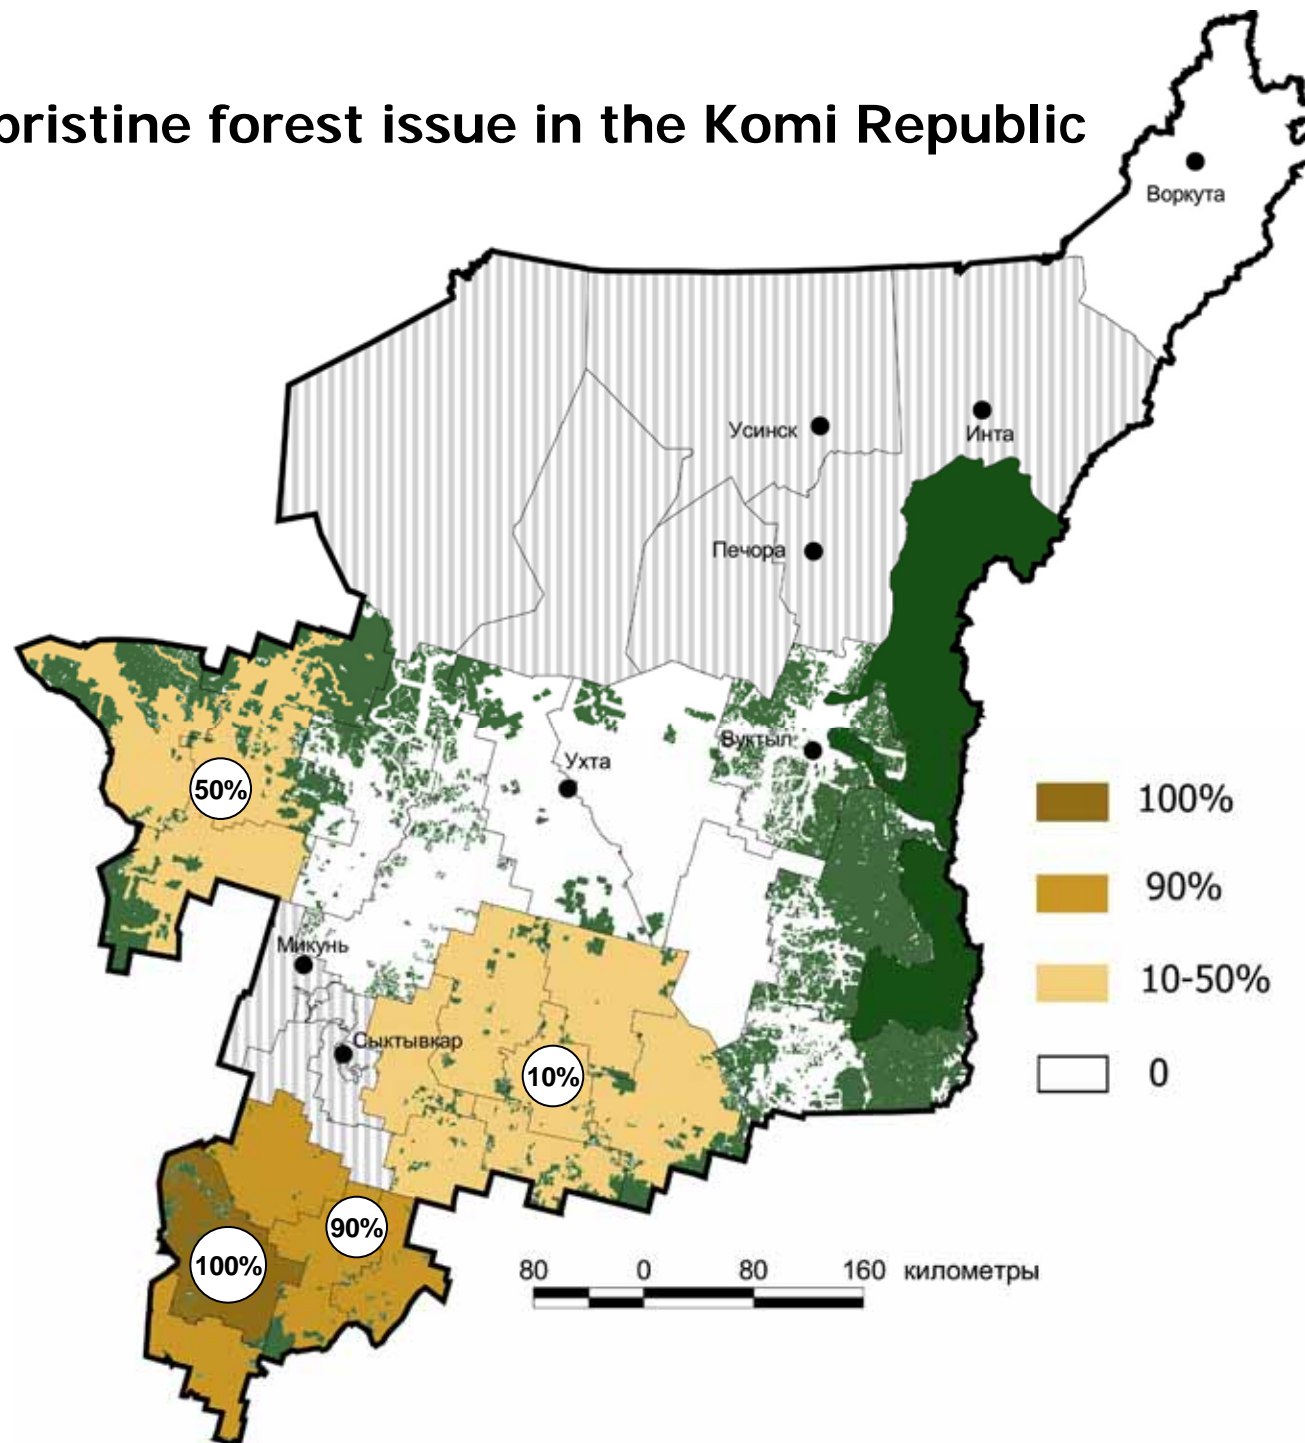 pristine forest issue in the Komi Republic
Воркута
Усинск
Инта
Печора
Вуктыл
Ухта
50%
100%
90%
10-50%
0
Микунь
Сыктывкар
10%
90%
100%
80 0 80 160 километры